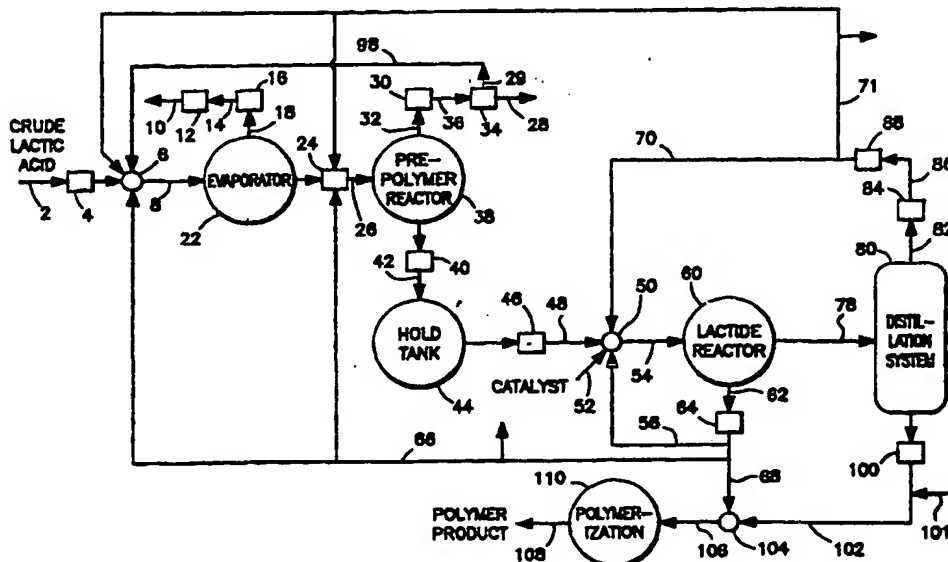 98
29
16
30
10
12
14
18
32
36
34
28
71
CRUDE
LACTIC
ACID
6
24
PRE-
POLYMER
REACTOR
70
88
86
84
EVAPORATOR
2
4
8
22
26
38
80
82
42
40
60
50
46
48
78
HOLD
TANK
LACTIDE
REACTOR
DISTIL-
LATION
SYSTEM
CATALYST
52
54
62
44
64
56
66
68
100
110
POLYMER
PRODUCT
POLYMER-
IZATION
108
106
104
102
101